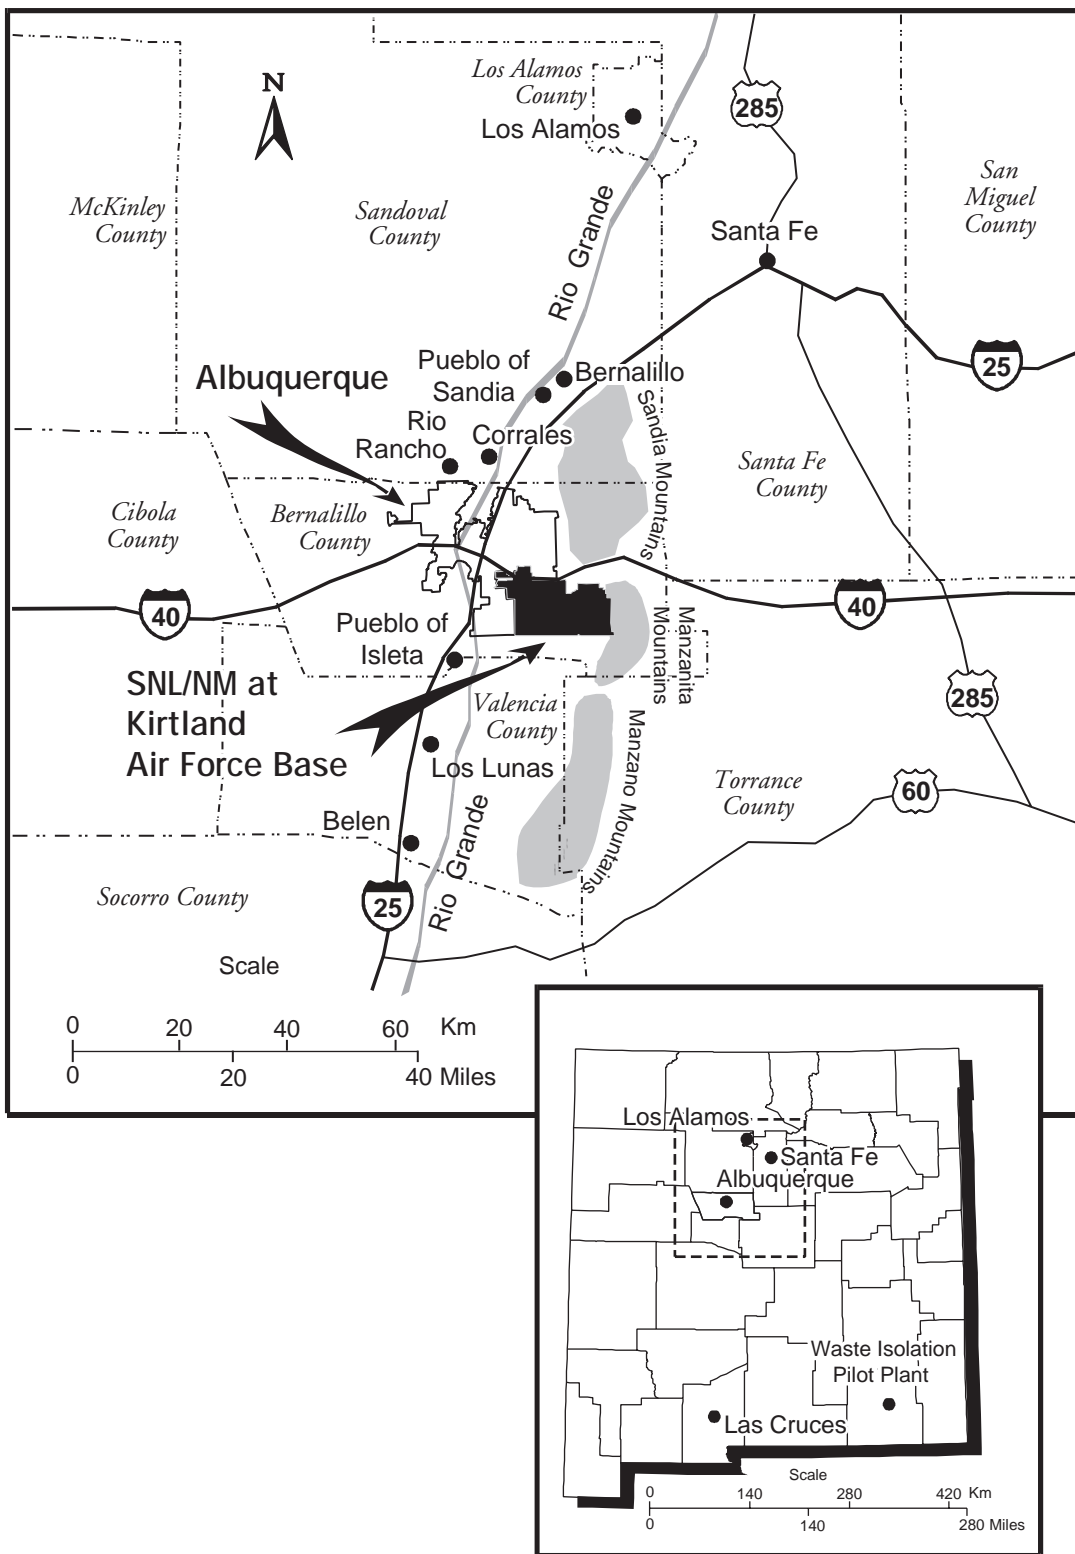 N
Los Alamos
County
Los Alamos
285
McKinley
County
Sandoval
County
San
Miguel
County
Rio Grande
Santa Fe
25
Pueblo of
Sandia
Bernalillo
Albuquerque
Rio
Rancho
Corrales
Sandia Mountains
Santa Fe
County
Cibola
County
Bernalillo
County
40
40
Pueblo of
Isleta
Manzanita
Mountains
SNL/NM at
Kirtland
Air Force Base
Valencia
County
285
Los Lunas
Manzano Mountains
Torrance
County
60
Belen
Rio Grande
Socorro County
25
Scale
0 20 40 60 Km
0 20 40 Miles
Los Alamos
Santa Fe
Albuquerque
Waste Isolation
Pilot Plant
Las Cruces
Scale
0 140 280 420 Km
0 140 280 Miles